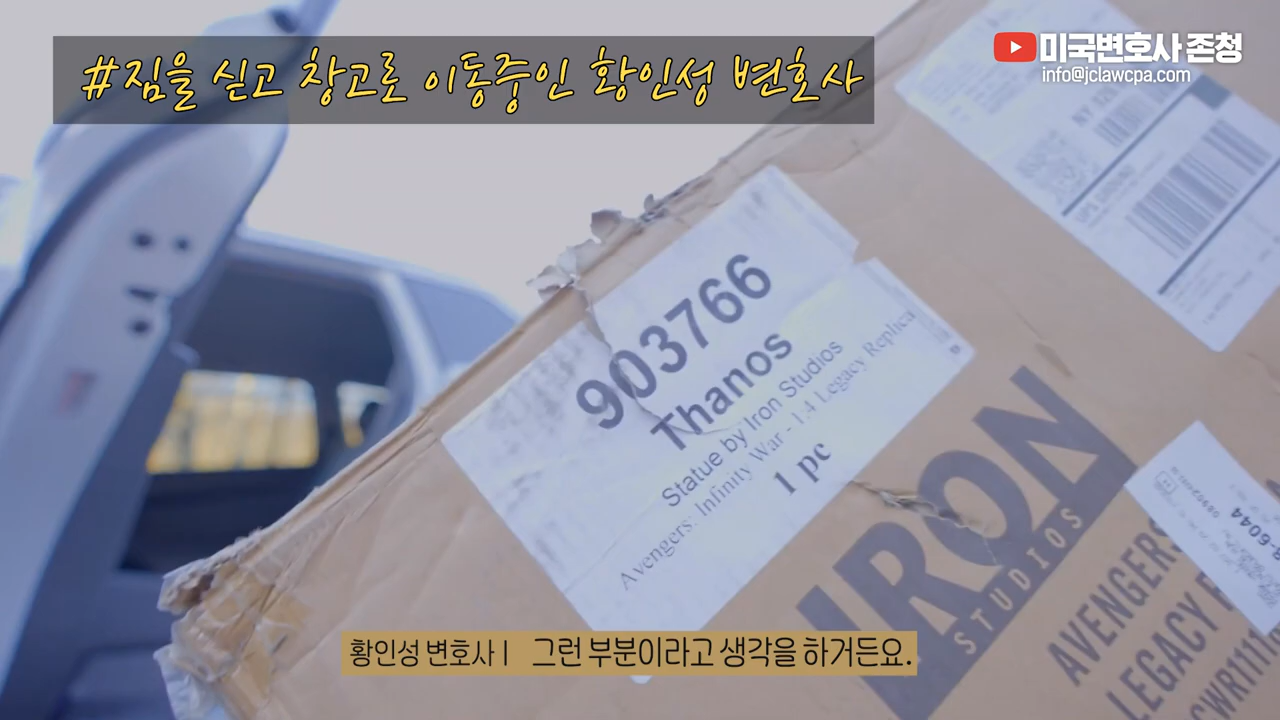 #짐을 싣고 창고로 이동중인 황인성 변호사
미국변호사 존청
info@jclawcpa.com
903766
Thanos
Statue by Iron Studios
Avengers: Infinity War - 1:4 Legacy Replica
1 pc
IRON
STUDIOS
AVENGERS
LEGACY
황인성 변호사ㅣ 그런 부분이라고 생각을 하거든요.